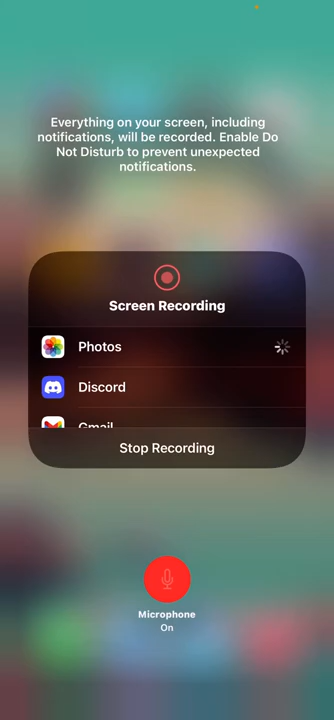 Everything on your screen, including
notifications, will be recorded. Enable Do
Not Disturb to prevent unexpected
notifications.
Screen Recording
Photos
Discord
Gmail
Stop Recording
Microphone
On